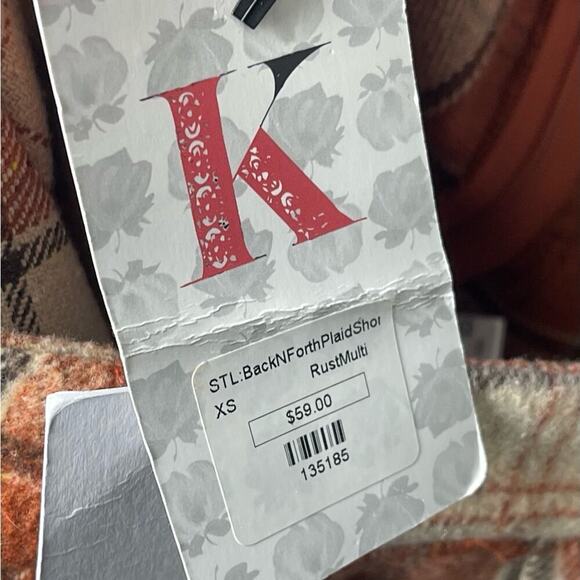 K
STL:BackNForthPlaidShor
RustMulti
XS
$59.00
135185